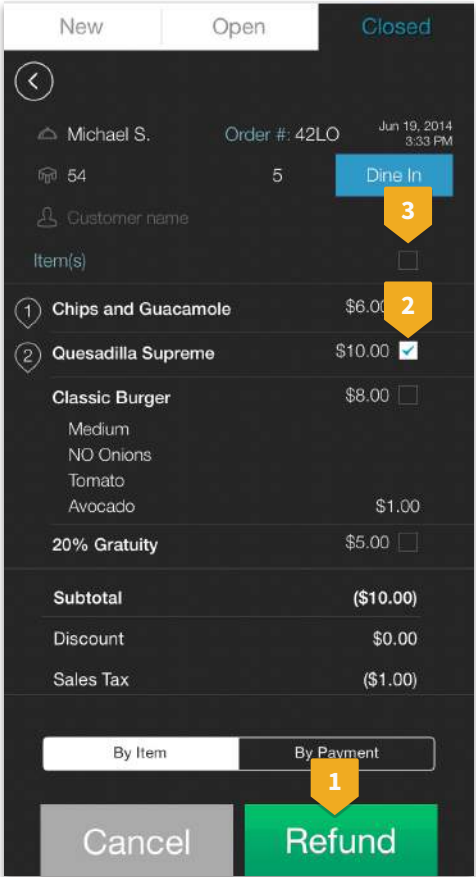 New Open Closed
Michael S. Order #: 42LO Jun 19, 2014
3:33 PM
54 5 Dine In
Customer name
3
Item(s)
1 Chips and Guacamole $6.00
2
2 Quesadilla Supreme $10.00
Classic Burger $8.00
Medium
NO Onions
Tomato
Avocado $1.00
20% Gratuity $5.00
Subtotal ($10.00)
Discount $0.00
Sales Tax ($1.00)
By Item By Payment
1
Cancel Refund